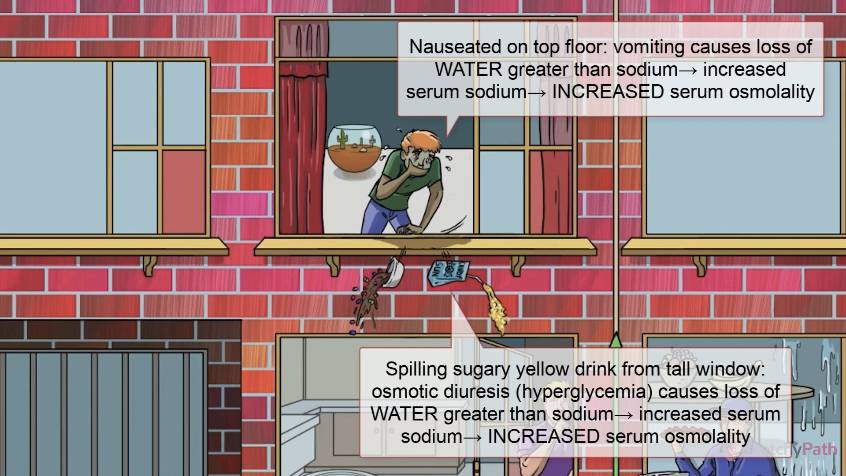 Nauseated on top floor: vomiting causes loss of
WATER greater than sodium→ increased
serum sodium→ INCREASED serum osmolality
Spilling sugary yellow drink from tall window:
osmotic diuresis (hyperglycemia) causes loss of
WATER greater than sodium→ increased serum
sodium→ INCREASED serum osmolality
Path